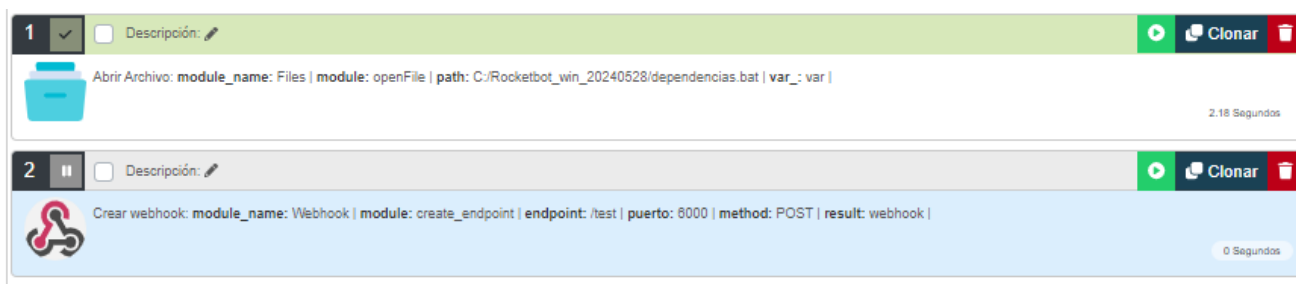 1 Descripción: Clonar
Abrir Archivo: module_name: Files | module: openFile | path: C:/Rocketbot_win_20240528/dependencias.bat | var_: var |
2.18 Segundos
2 Descripción: Clonar
Crear webhook: module_name: Webhook | module: create_endpoint | endpoint: /test | puerto: 6000 | method: POST | result: webhook |
0 Segundos